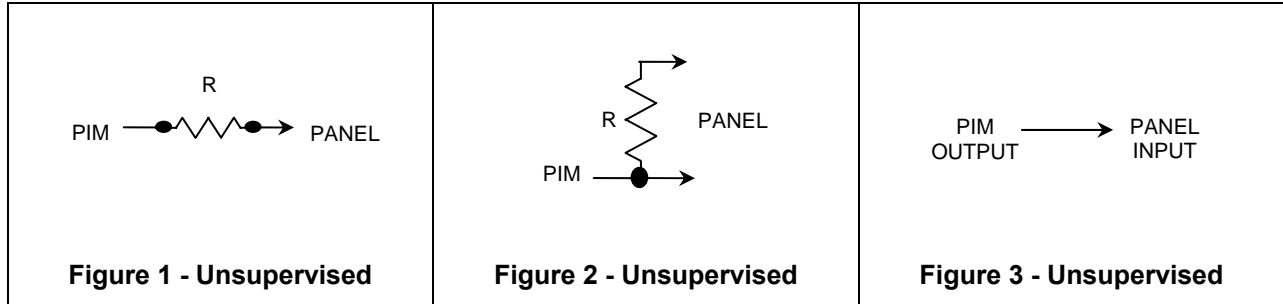 R
PIM
PANEL
Figure 1 - Unsupervised
R
PANEL
PIM
Figure 2 - Unsupervised
PIM
OUTPUT
PANEL
INPUT
Figure 3 - Unsupervised